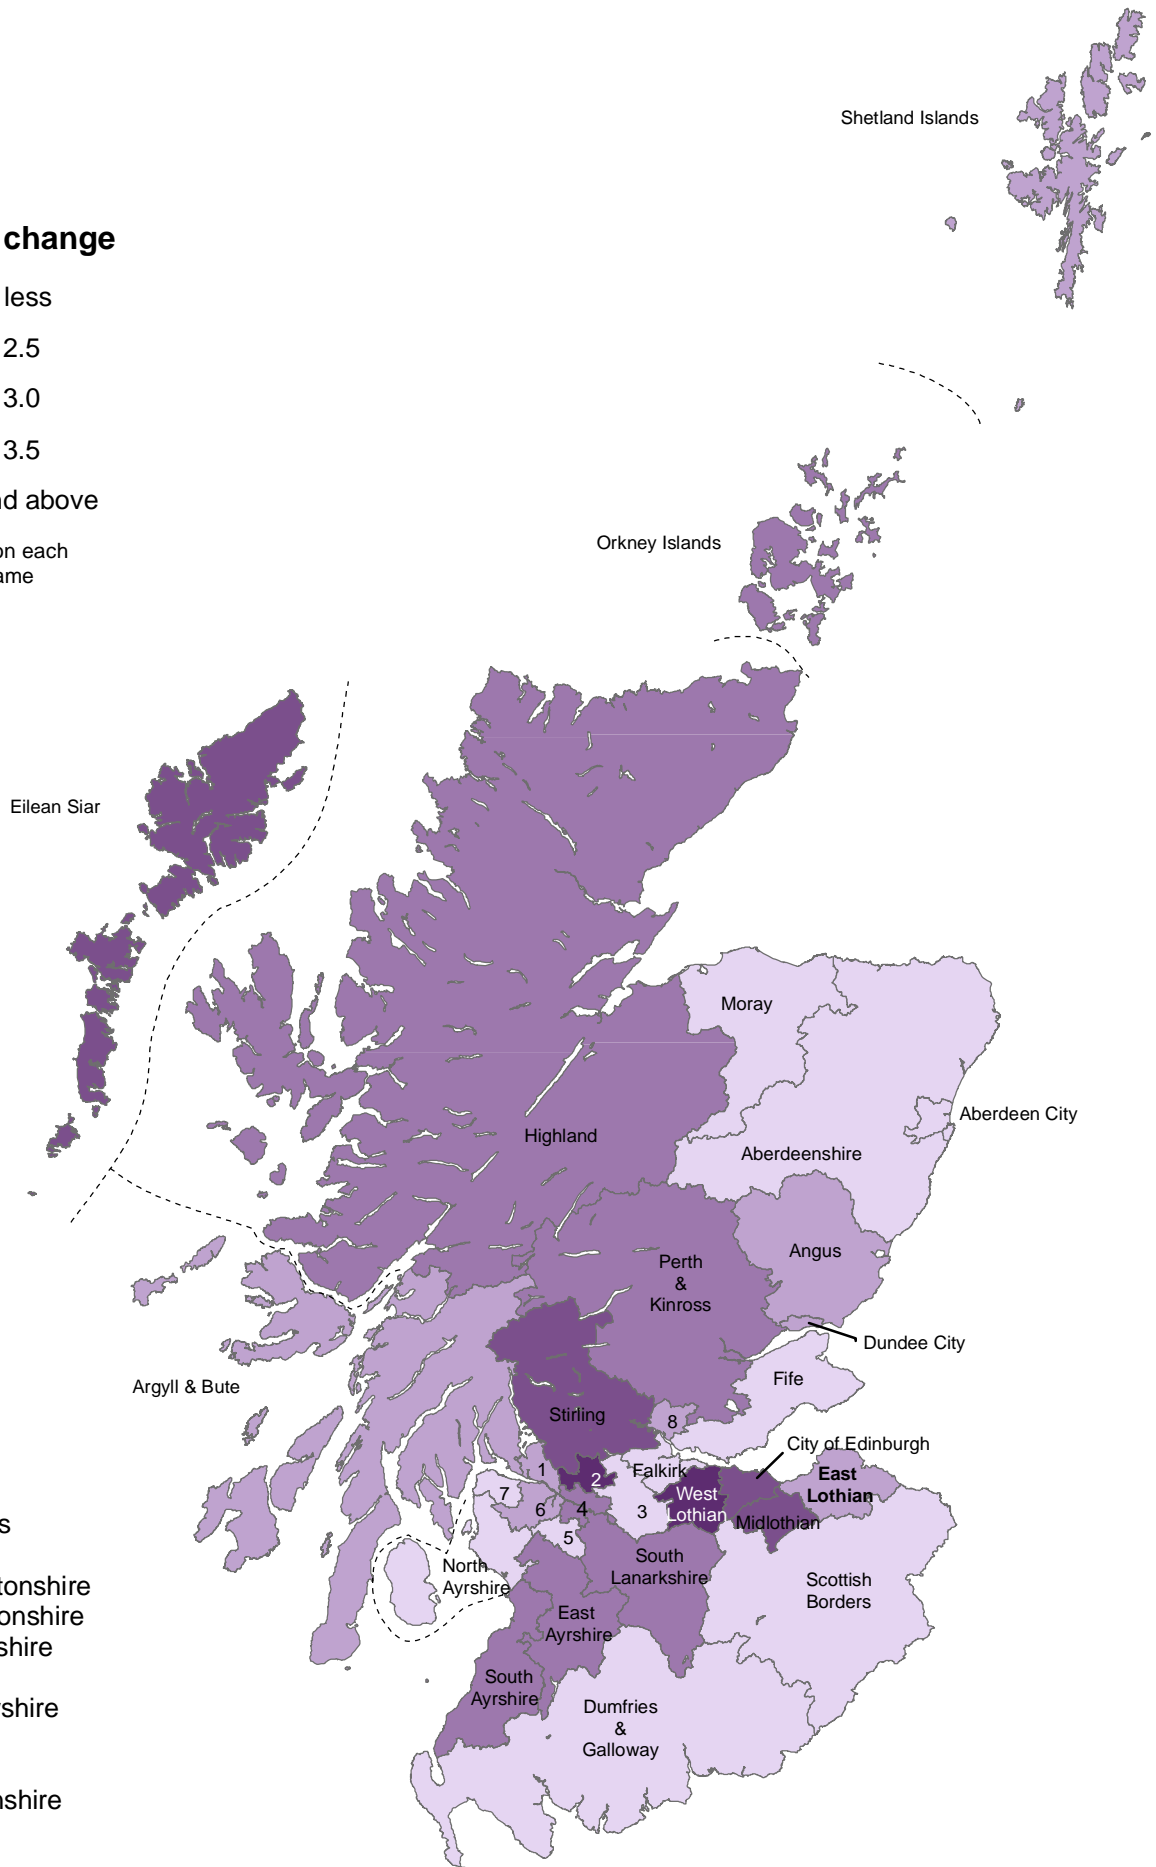 Shetland Islands
change
less
2.5
3.0
3.5
nd above
on each
ame
Orkney Islands
Eilean Siar
Moray
Aberdeen City
Highland
Aberdeenshire
Angus
Perth
&
Kinross
Dundee City
Fife
Argyll & Bute
Stirling
8
City of Edinburgh
1
2
Falkirk
East
Lothian
West
Lothian
7
6
4
3
Midlothian
5
s
North
Ayrshire
South
Lanarkshire
tonshire
onshire
shire
Scottish
Borders
East
Ayrshire
South
Ayrshire
rshire
Dumfries
&
Galloway
nshire